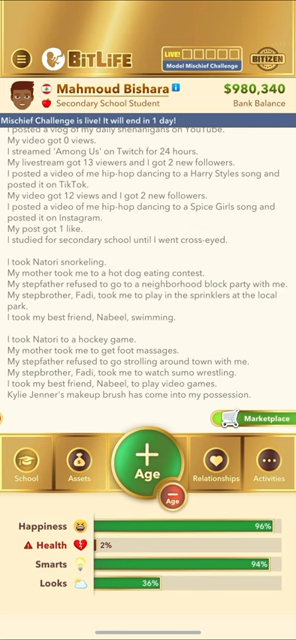 BITLIFE
LIVE!
Model Mischief Challenge
BITIZEN
Mahmoud Bishara i
$980,340
Secondary School Student
Bank Balance
Mischief Challenge is live! It will end in 1 day!
I posted a vlog of my daily shenanigans on YouTube.
My video got 0 views.
I streamed 'Among Us' on Twitch for 24 hours.
My livestream got 13 viewers and I got 2 new followers.
I posted a video of me hip-hop dancing to a Harry Styles song and
posted it on TikTok.
My video got 12 views and I got 2 new followers.
I posted a video of me hip-hop dancing to a Spice Girls song and
posted it on Instagram.
My post got 1 like.
I studied for secondary school until I went cross-eyed.
I took Natori snorkeling.
My mother took me to a hot dog eating contest.
My stepfather refused to go to a neighborhood block party with me.
My stepbrother, Fadi, took me to play in the sprinklers at the local
park.
I took my best friend, Nabeel, swimming.
I took Natori to a hockey game.
My mother took me to get foot massages.
My stepfather refused to go strolling around town with me.
My stepbrother, Fadi, took me to watch sumo wrestling.
I took my best friend, Nabeel, to play video games.
Kylie Jenner's makeup brush has come into my possession.
Marketplace
School
Assets
+
Age
Relationships
Activities
Age
Happiness
96%
Health
2%
Smarts
94%
Looks
36%